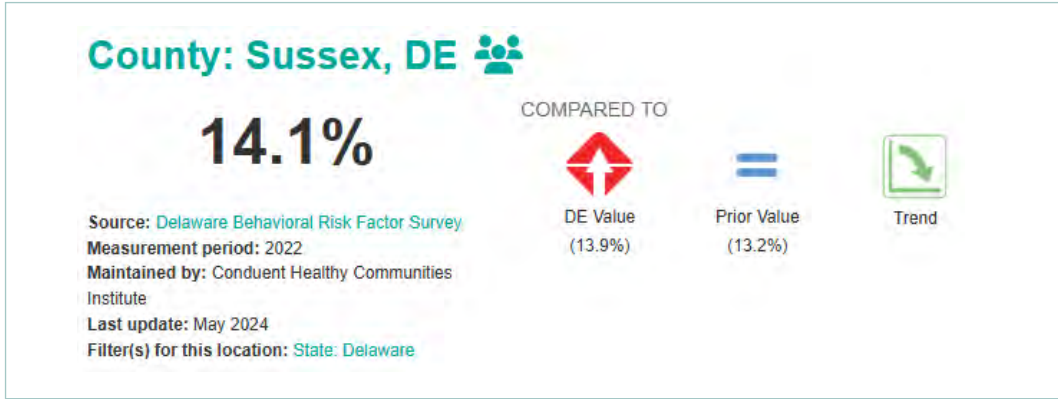 County: Sussex, DE
14.1%
COMPARED TO
DE Value
(13.9%)
Prior Value
(13.2%)
Trend
Source: Delaware Behavioral Risk Factor Survey
Measurement period: 2022
Maintained by: Conduent Healthy Communities
Institute
Last update: May 2024
Filter(s) for this location: State: Delaware